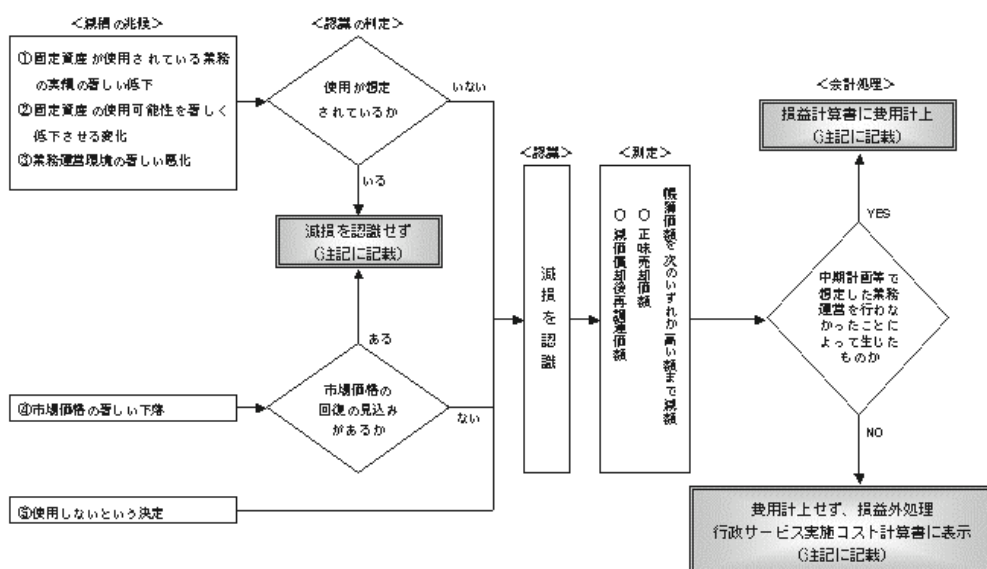 ＜減損の兆候＞
①固定資産が使用されている業務
の実績の著しい低下
②固定資産の使用可能性を著しく
低下させる変化
③業務運営環境の著しい悪化
＜認識の判定＞
使用が想定
されているか
いない
いる
減損を認識せず
(注記に記載)
ある
④市場価格の著しい下落
市場価格の
回復の見込み
があるか
ない
⑤使用しないという決定
＜認識＞
減損を認識
＜測定＞
帳簿価額を次のいずれか高い額まで減額
○ 正味売却価額
○ 減価償却後再調達価額
＜会計処理＞
損益計算書に費用計上
(注記に記載)
YES
中期計画等で
想定した業務
運営を行わな
かったことに
よって生じた
ものか
NO
費用計上せず、損益外処理
行政サービス実施コスト計算書に表示
(注記に記載)